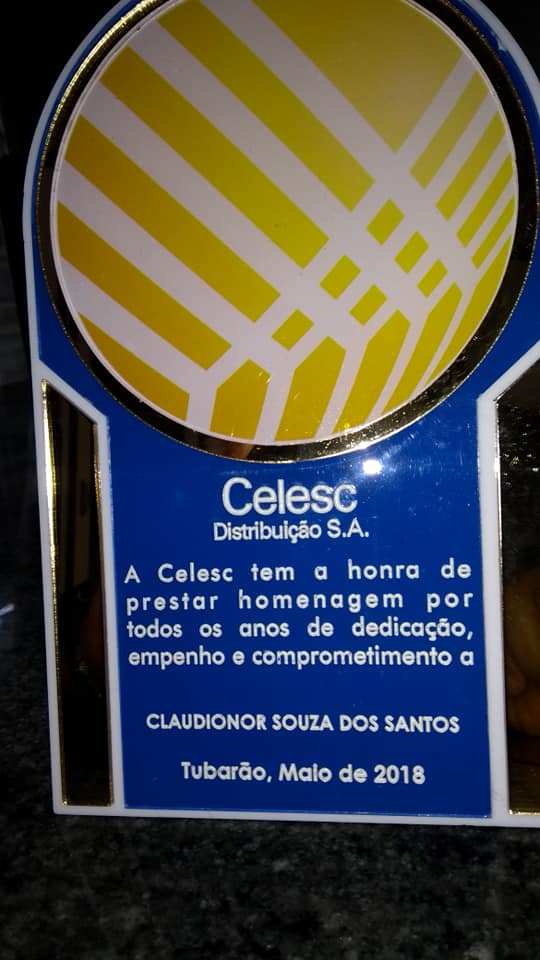 Celesc
Distribuição S.A.
A Celesc tem a honra de
prestar homenagem por
todos os anos de dedicação,
empenho e comprometimento a
CLAUDIONOR SOUZA DOS SANTOS
Tubarão, Maio de 2018